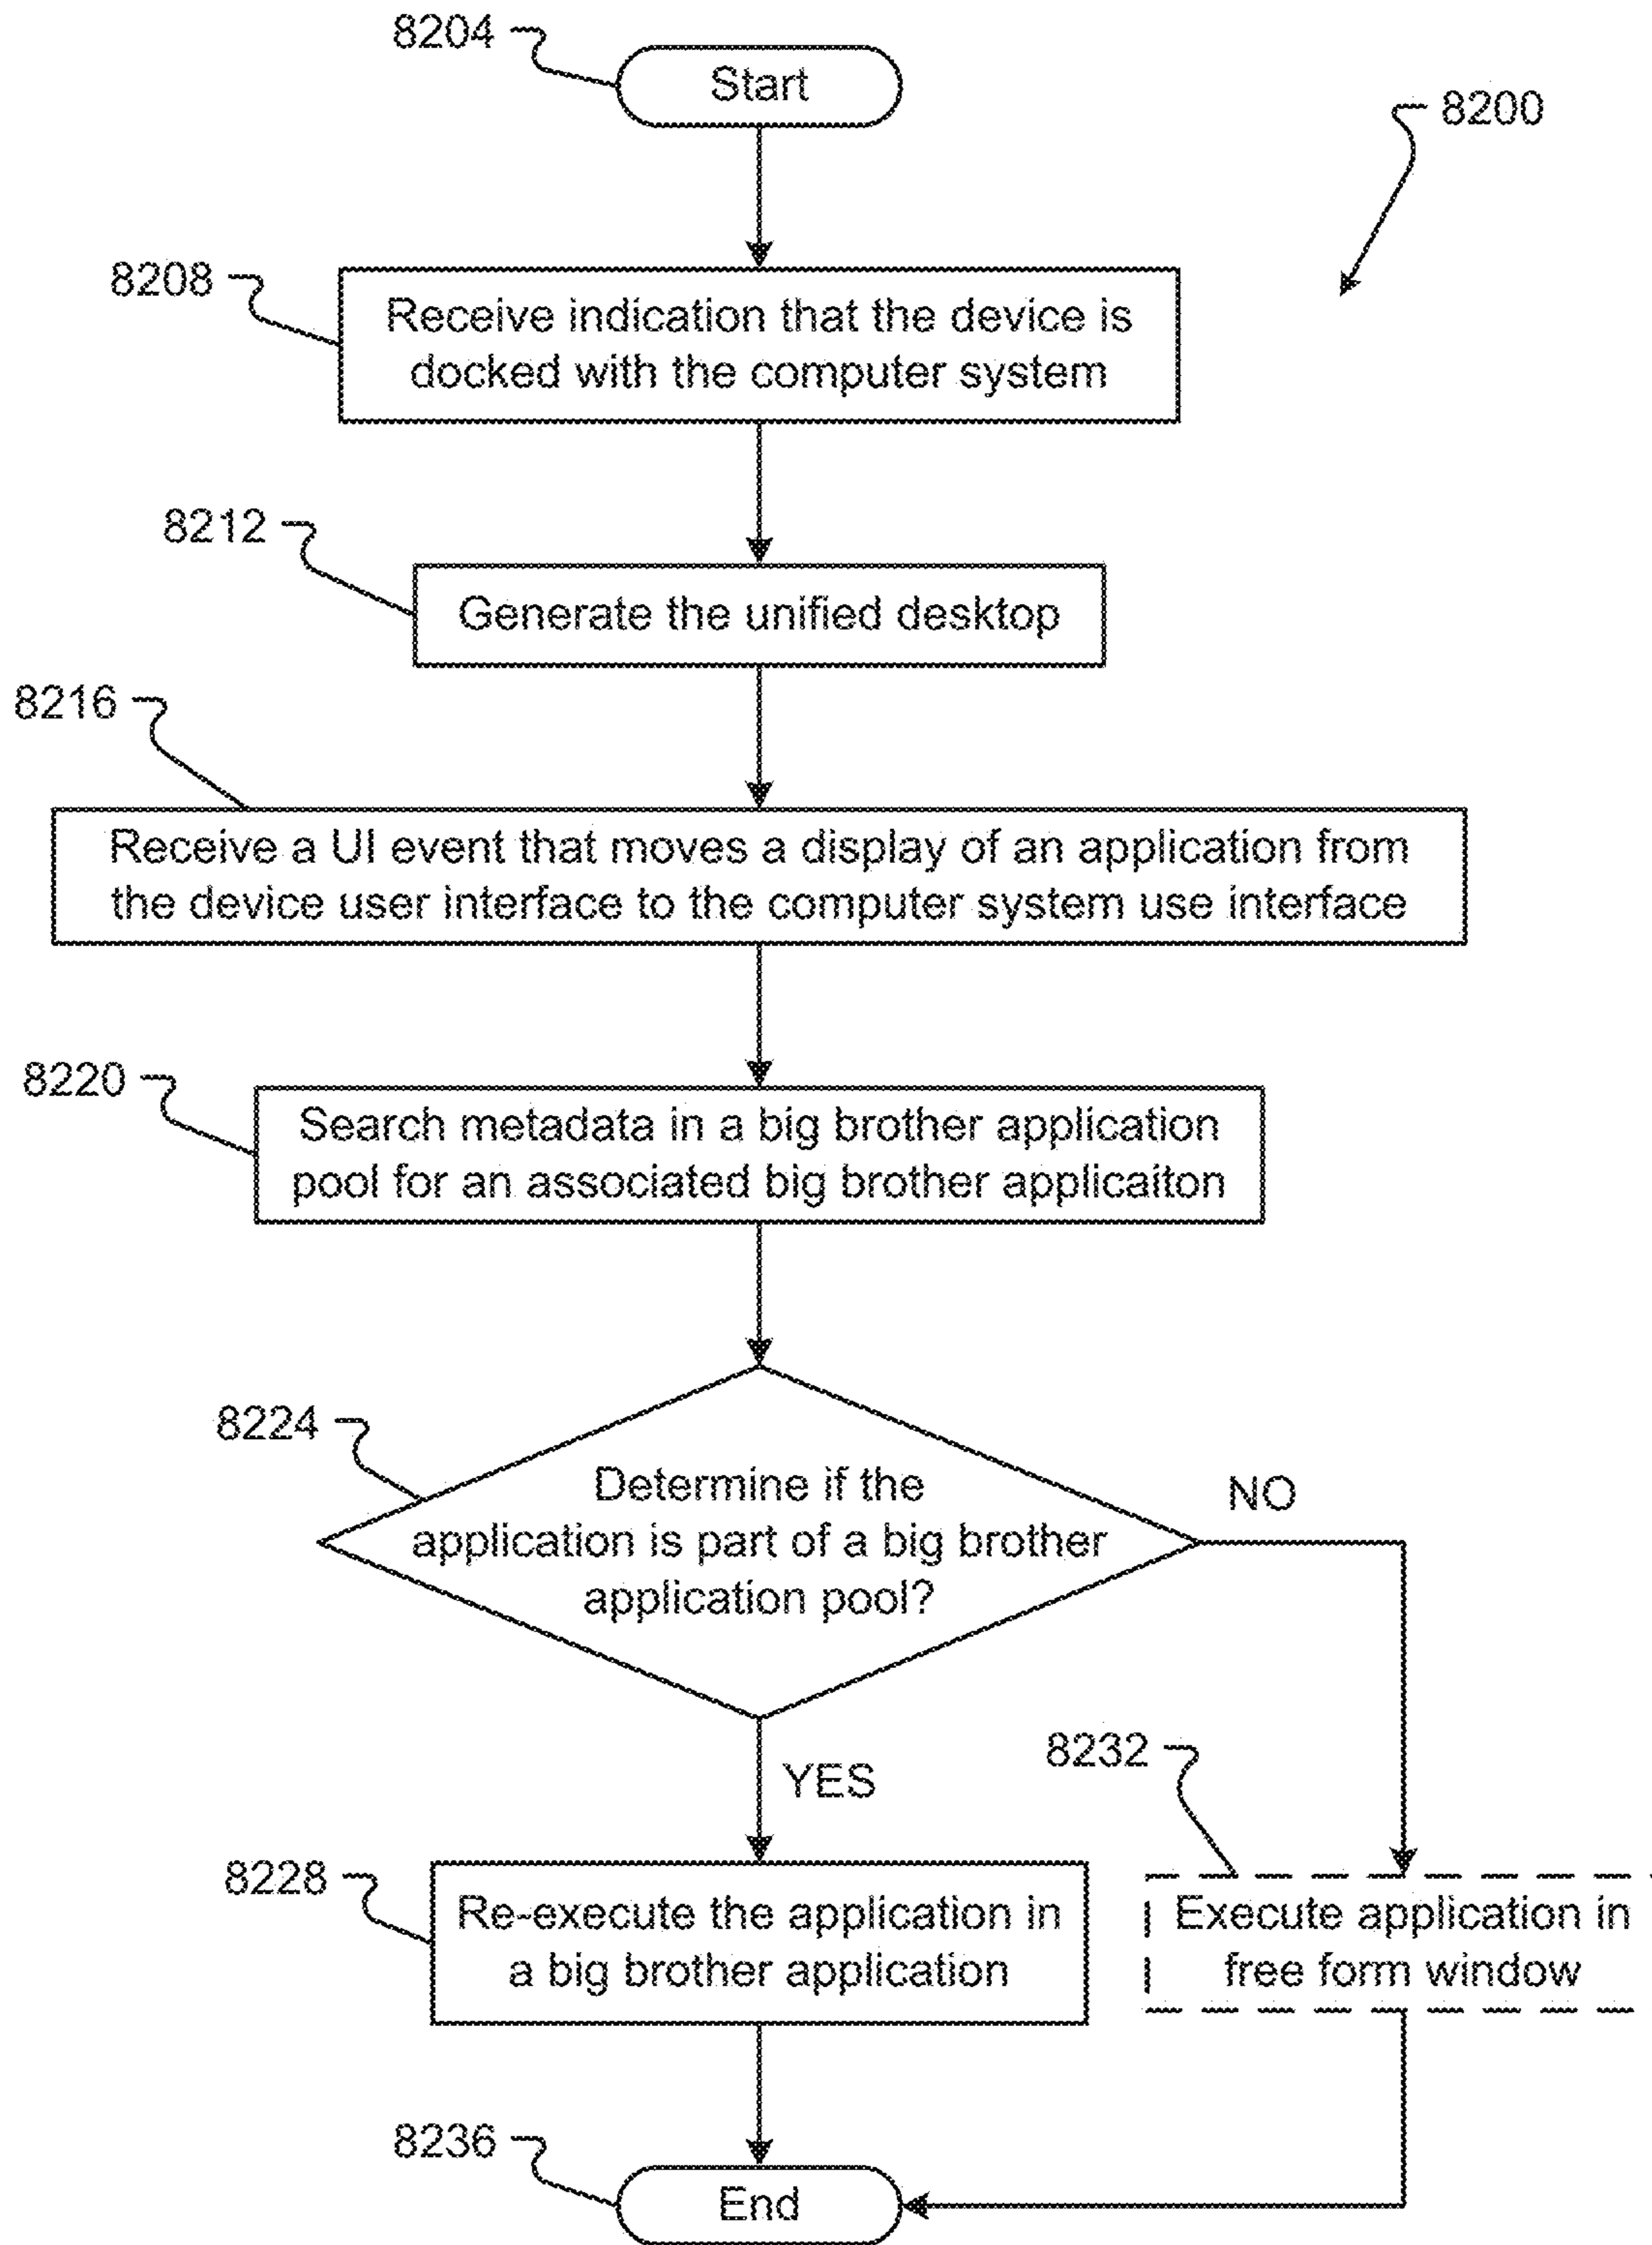 8204
Start
8200
8208
Receive indication that the device is
docked with the computer system
8212
Generate the unified desktop
8216
Receive a UI event that moves a display of an application from
the device user interface to the computer system use interface
8220
Search metadata in a big brother application
pool for an associated big brother applicaiton
8224
Determine if the
application is part of a big brother
application pool?
NO
YES
8232
8228
Re-execute the application in
a big brother application
Execute application in
free form window
8236
End